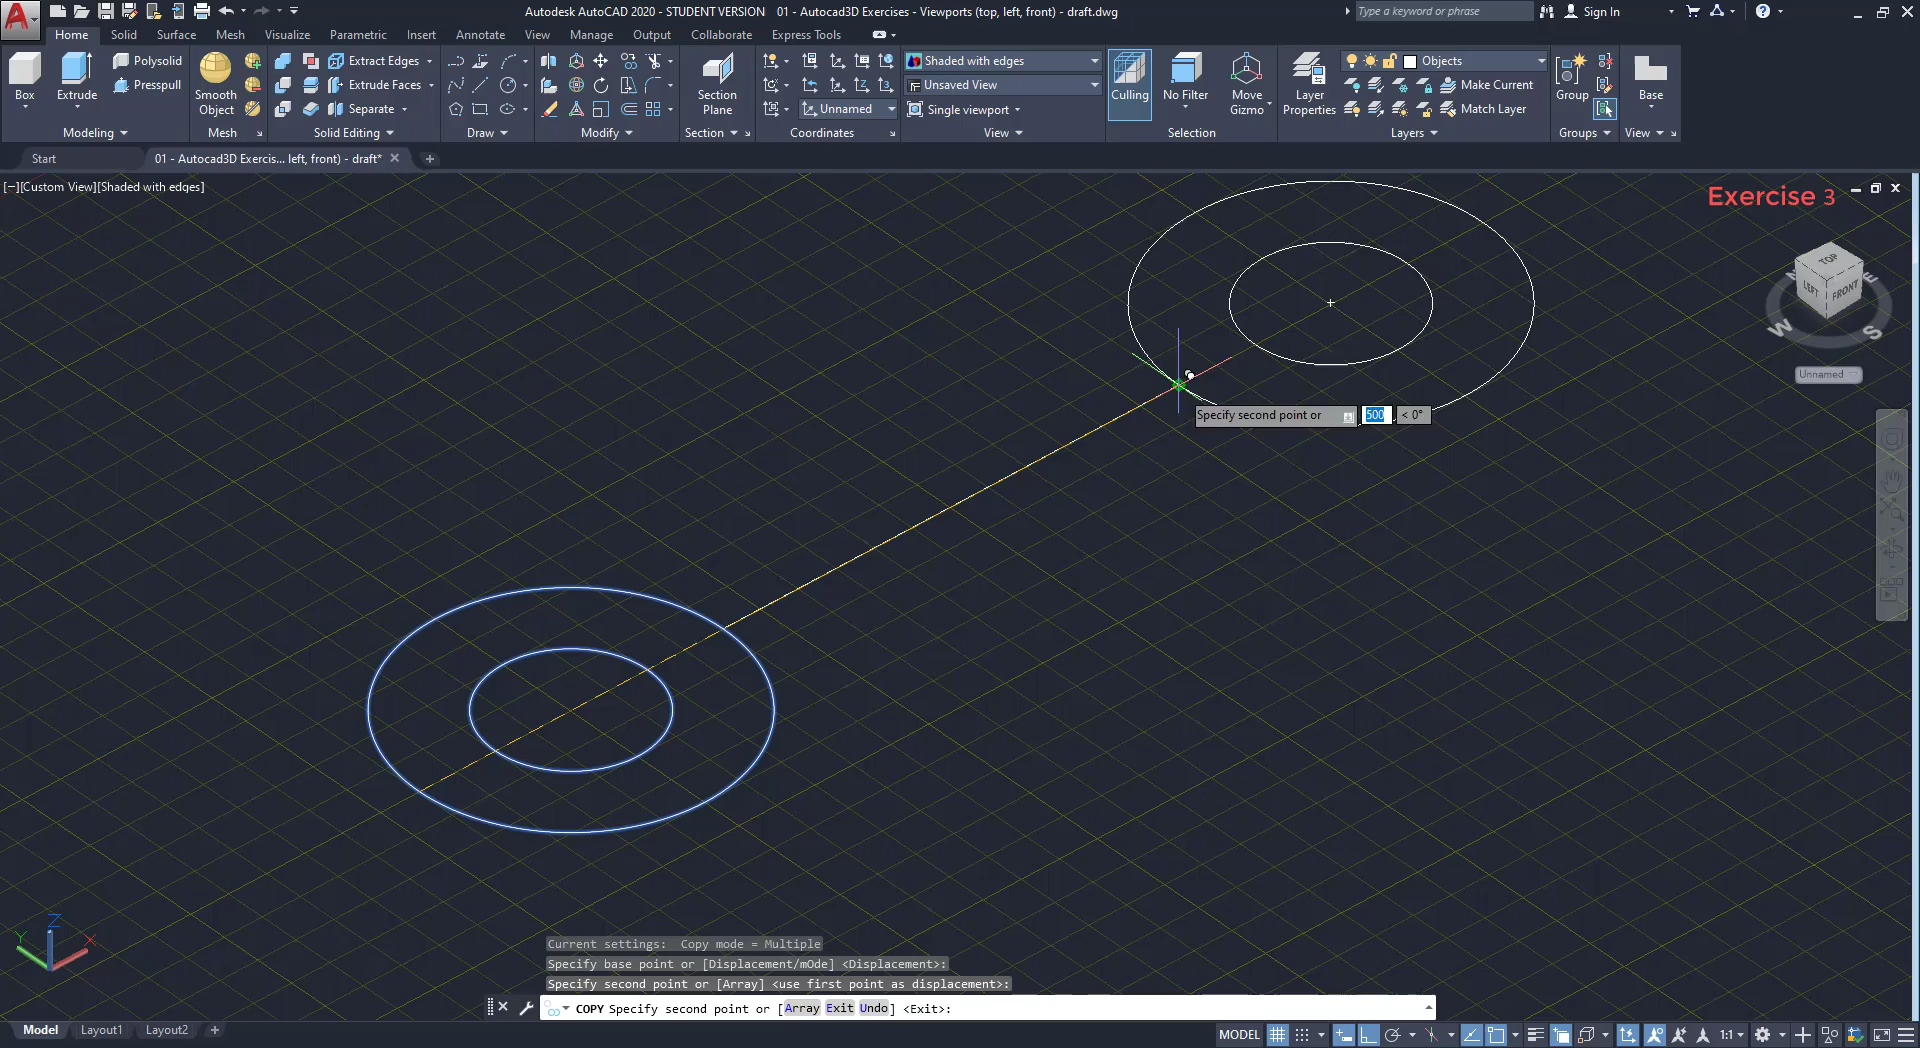 Autodesk AutoCAD 2020 - STUDENT VERSION 01 - Autocad3D Exercises - Viewports (top, left, front) - draft.dwg
Type a keyword or phrase
Sign In
Home Solid Surface Mesh Visualize Parametric Insert Annotate View Manage Output Collaborate Express Tools
Box
Extrude
Polysolid
Presspull
Modeling
Smooth
Object
Mesh
Extract Edges
Extrude Faces
Separate
Solid Editing
Draw
Modify
Section
Plane
Section
Unnamed
Coordinates
Shaded with edges
Unsaved View
Single viewport
View
Culling
No Filter
Move
Gizmo
Selection
Layer
Properties
Objects
Make Current
Match Layer
Layers
Group
Groups
Base
View
Start
01 - Autocad3D Exercis... left, front) - draft*
[−][Custom View][Shaded with edges]
Exercise 3
TOP
LEFT
FRONT
W
S
E
Unnamed
Specify second point or
500
< 0°
Z
Y
X
Current settings: Copy mode = Multiple
Specify base point or [Displacement/mOde] <Displacement>:
Specify second point or [Array] <use first point as displacement>:
COPY Specify second point or [Array Exit Undo] <Exit>:
Model Layout1 Layout2
MODEL
1:1